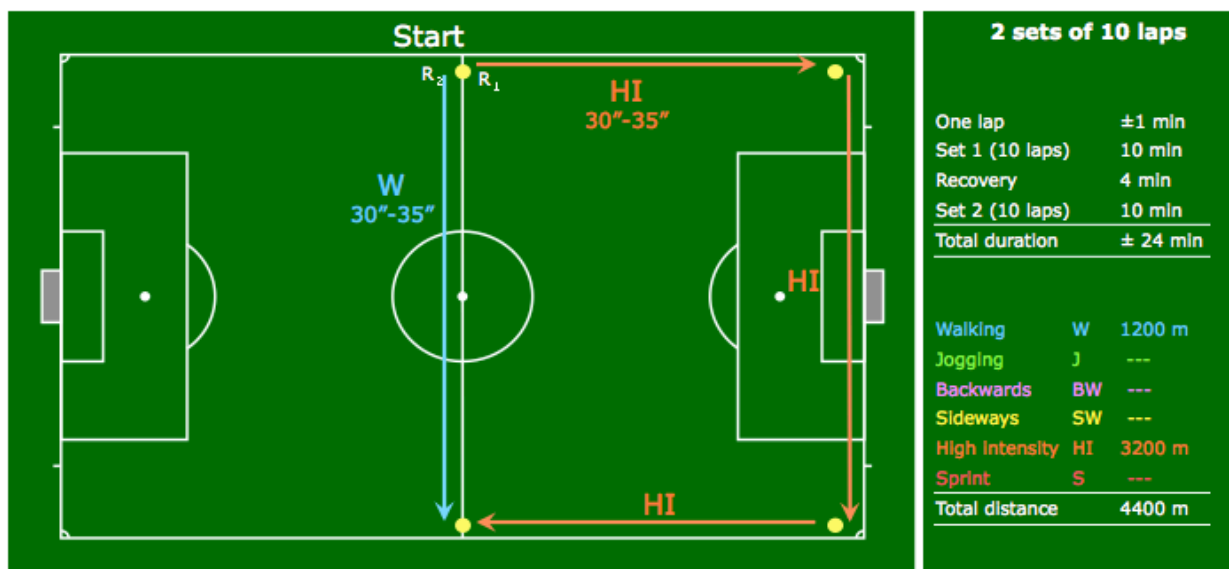 Start
R2 R1
HI
30”-35”
W
30”-35”
HI
HI
2 sets of 10 laps
One lap ±1 min
Set 1 (10 laps) 10 min
Recovery 4 min
Set 2 (10 laps) 10 min
Total duration ± 24 min
Walking W 1200 m
Jogging J ---
Backwards BW ---
Sideways SW ---
High intensity HI 3200 m
Sprint S ---
Total distance 4400 m